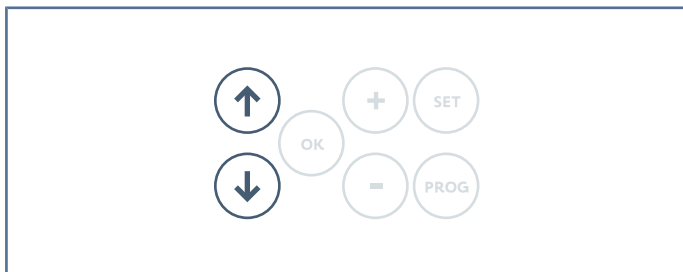 ↑ + SET
OK
↓ - PROG